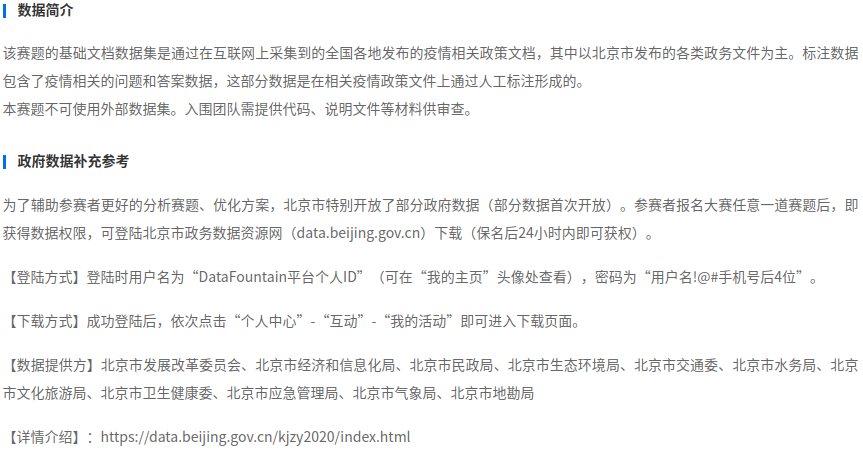 数据简介
该赛题的基础文档数据集是通过在互联网上采集到的全国各地发布的疫情相关政策文档，其中以北京市发布的各类政务文件为主。标注数据
包含了疫情相关的问题和答案数据，这部分数据是在相关疫情政策文件上通过人工标注形成的。
本赛题不可使用外部数据集。入围团队需提供代码、说明文件等材料供审查。
政府数据补充参考
为了辅助参赛者更好的分析赛题、优化方案，北京市特别开放了部分政府数据（部分数据首次开放）。参赛者报名大赛任意一道赛题后，即
获得数据权限，可登陆北京市政务数据资源网（data.beijing.gov.cn）下载（保名后24小时内即可获权）。
【登陆方式】登陆时用户名为“DataFountain平台个人ID”（可在“我的主页”头像处查看），密码为“用户名!@#手机号后4位”。
【下载方式】成功登陆后，依次点击“个人中心”-“互动”-“我的活动”即可进入下载页面。
【数据提供方】北京市发展改革委员会、北京市经济和信息化局、北京市民政局、北京市生态环境局、北京市交通委、北京市水务局、北京
市文化旅游局、北京市卫生健康委、北京市应急管理局、北京市气象局、北京市地勘局
【详情介绍】：https://data.beijing.gov.cn/kjzy2020/index.html